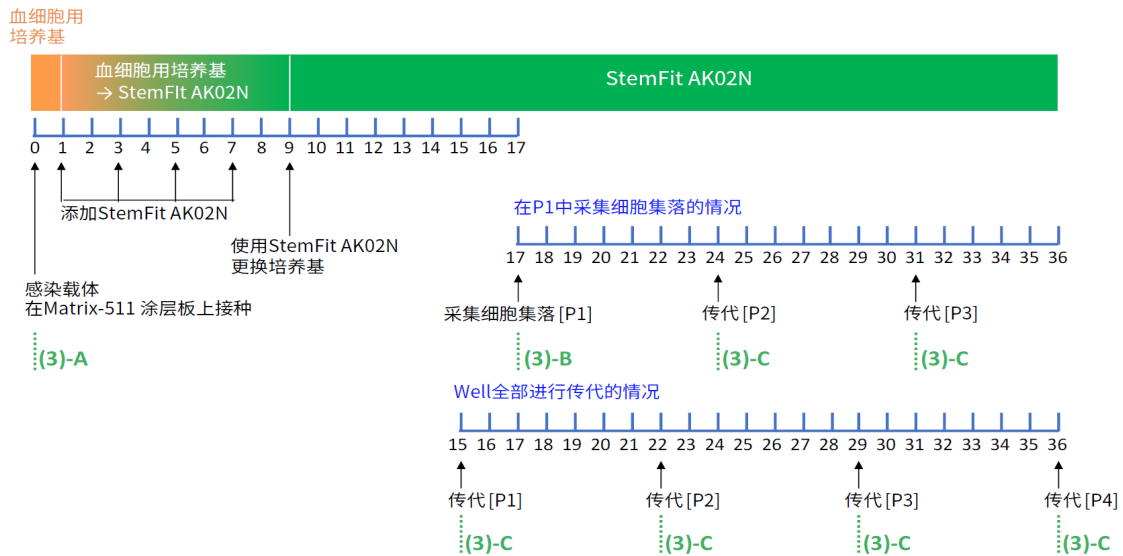 血细胞用
培养基
血细胞用培养基
→ StemFIt AK02N
StemFit AK02N
0 1 2 3 4 5 6 7 8 9 10 11 12 13 14 15 16 17
添加StemFit AK02N
使用StemFit AK02N
更换培养基
感染载体
在Matrix-511 涂层板上接种
(3)-A
在P1中采集细胞集落的情况
17 18 19 20 21 22 23 24 25 26 27 28 29 30 31 32 33 34 35 36
采集细胞集落 [P1] 传代 [P2] 传代 [P3]
(3)-B (3)-C (3)-C
Well全部进行传代的情况
15 16 17 18 19 20 21 22 23 24 25 26 27 28 29 30 31 32 33 34 35 36
传代 [P1] 传代 [P2] 传代 [P3] 传代 [P4]
(3)-C (3)-C (3)-C (3)-C